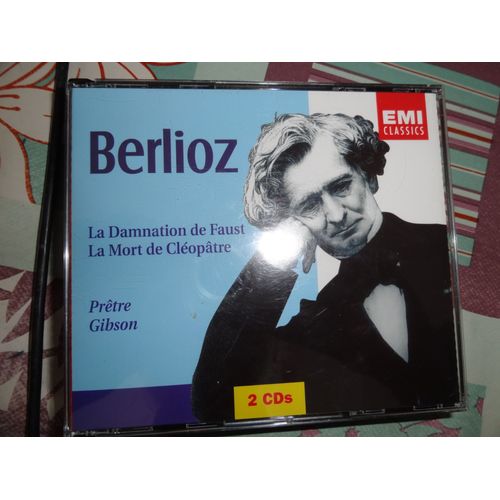 EMI
CLASSICS
Berlioz
La Damnation de Faust
La Mort de Cléopâtre
Prêtre
Gibson
2 CDs